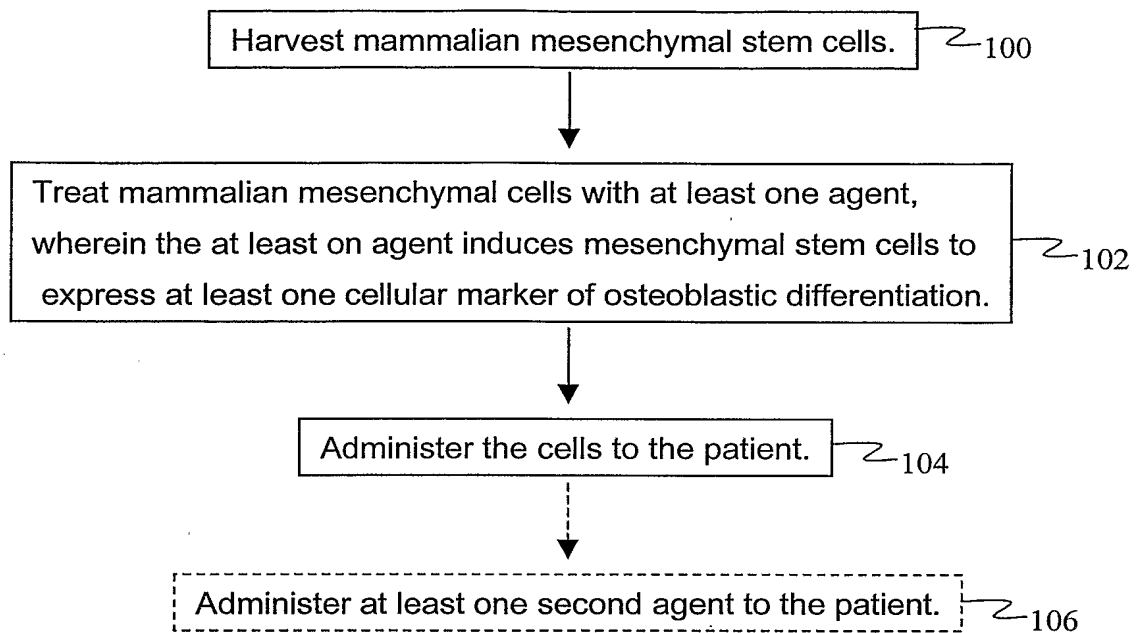 Harvest mammalian mesenchymal stem cells.
100
Treat mammalian mesenchymal cells with at least one agent,
wherein the at least on agent induces mesenchymal stem cells to
express at least one cellular marker of osteoblastic differentiation.
102
Administer the cells to the patient.
104
Administer at least one second agent to the patient.
106